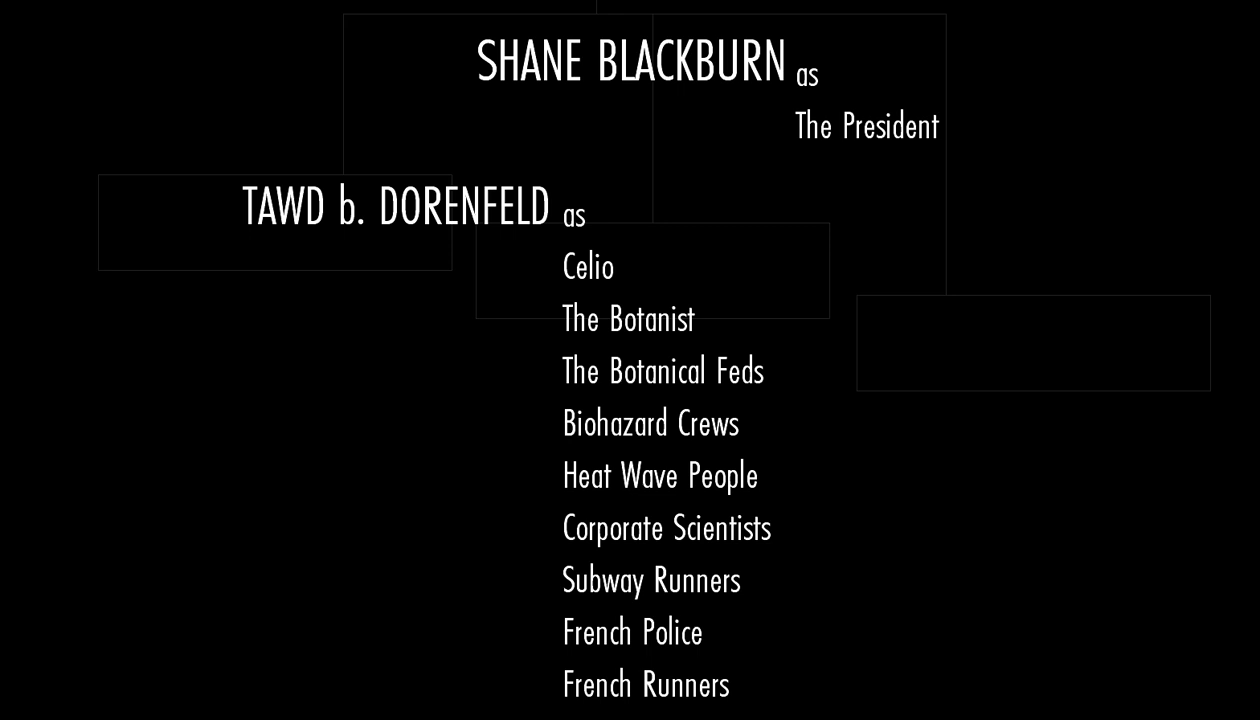 SHANE BLACKBURN as
The President
TAWD b. DORENFELD as
Celio
The Botanist
The Botanical Feds
Biohazard Crews
Heat Wave People
Corporate Scientists
Subway Runners
French Police
French Runners